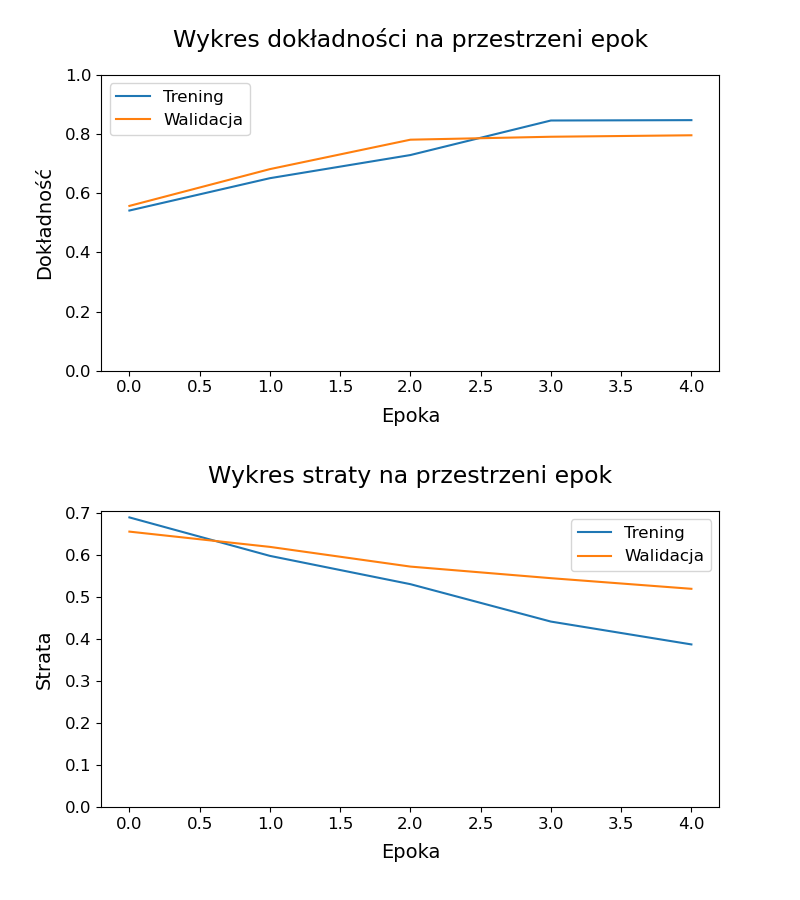 Wykres dokładności na przestrzeni epok
1.0
0.8
0.6
0.4
0.2
0.0
Dokładność
Trening
Walidacja
0.0 0.5 1.0 1.5 2.0 2.5 3.0 3.5 4.0
Epoka
Wykres straty na przestrzeni epok
0.7
0.6
0.5
0.4
0.3
0.2
0.1
0.0
Strata
Trening
Walidacja
0.0 0.5 1.0 1.5 2.0 2.5 3.0 3.5 4.0
Epoka